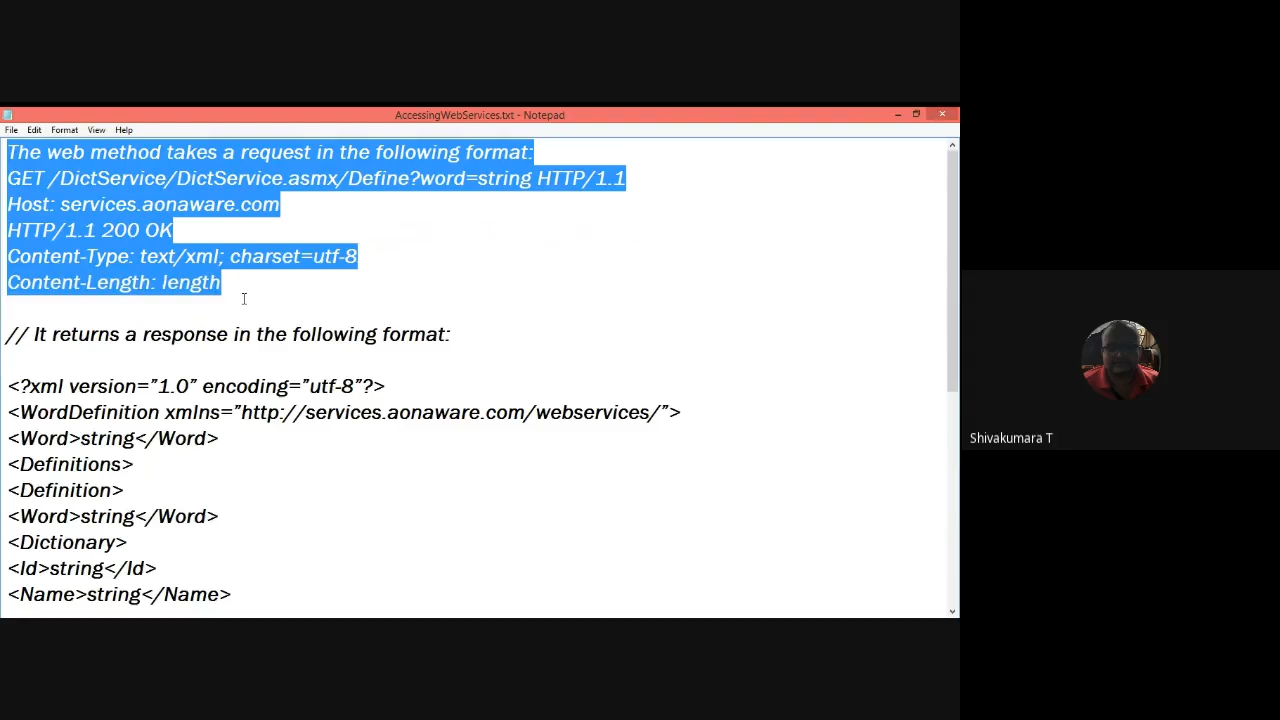 AccessingWebServices.txt - Notepad
File Edit Format View Help
The web method takes a request in the following format:
GET /DictService/DictService.asmx/Define?word=string HTTP/1.1
Host: services.aonaware.com
HTTP/1.1 200 OK
Content-Type: text/xml; charset=utf-8
Content-Length: length
// It returns a response in the following format:
<?xml version=”1.0” encoding=”utf-8”?>
<WordDefinition xmlns=”http://services.aonaware.com/webservices/”>
<Word>string</Word>
<Definitions>
<Definition>
<Word>string</Word>
<Dictionary>
<Id>string</Id>
<Name>string</Name>
Shivakumara T